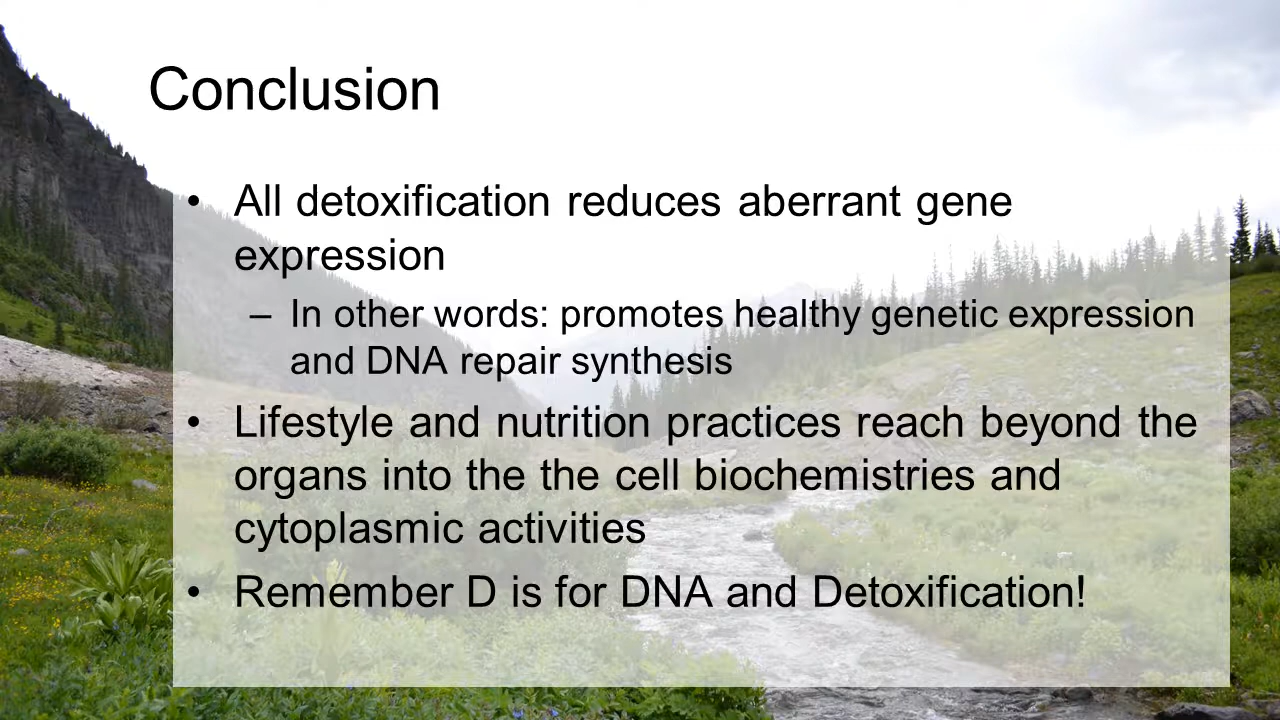 Conclusion
• All detoxification reduces aberrant gene
expression
– In other words: promotes healthy genetic expression
and DNA repair synthesis
• Lifestyle and nutrition practices reach beyond the
organs into the the cell biochemistries and
cytoplasmic activities
• Remember D is for DNA and Detoxification!